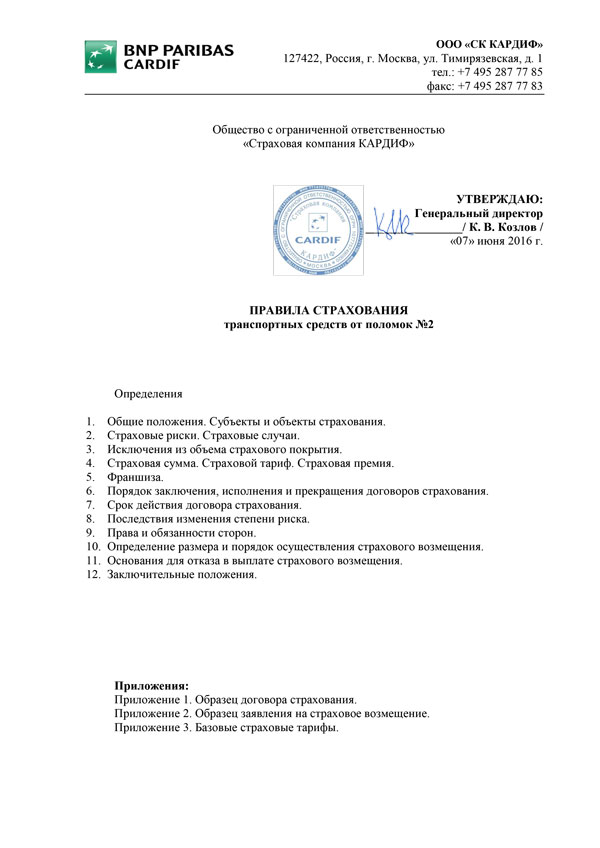 BNP PARIBAS
CARDIF
ООО «СК КАРДИФ»
127422, Россия, г. Москва, ул. Тимирязевская, д. 1
тел.: +7 495 287 77 85
факс: +7 495 287 77 83
Общество с ограниченной ответственностью
«Страховая компания КАРДИФ»
Страховая компания
CARDIF
КАРДИФ
МОСКВА
УТВЕРЖДАЮ:
Генеральный директор
/ К. В. Козлов /
«07» июня 2016 г.
ПРАВИЛА СТРАХОВАНИЯ
транспортных средств от поломок №2
Определения
1. Общие положения. Субъекты и объекты страхования.
2. Страховые риски. Страховые случаи.
3. Исключения из объема страхового покрытия.
4. Страховая сумма. Страховой тариф. Страховая премия.
5. Франшиза.
6. Порядок заключения, исполнения и прекращения договоров страхования.
7. Срок действия договора страхования.
8. Последствия изменения степени риска.
9. Права и обязанности сторон.
10. Определение размера и порядок осуществления страхового возмещения.
11. Основания для отказа в выплате страхового возмещения.
12. Заключительные положения.
Приложения:
Приложение 1. Образец договора страхования.
Приложение 2. Образец заявления на страховое возмещение.
Приложение 3. Базовые страховые тарифы.